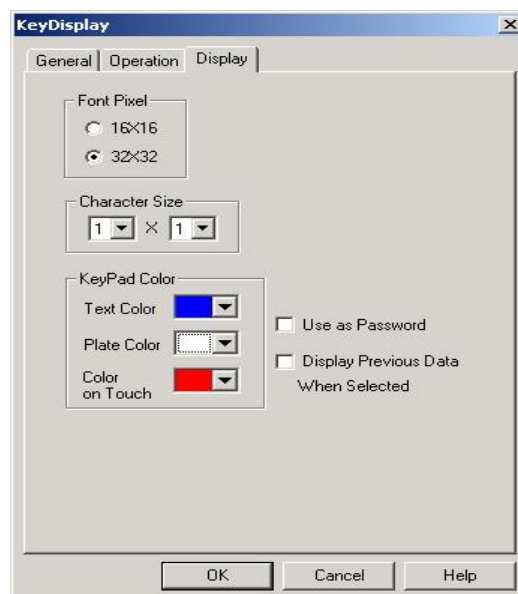 KeyDisplay
General Operation Display
Font Pixel
16X16
32X32
Character Size
1 X 1
KeyPad Color
Text Color
Plate Color
Color
on Touch
Use as Password
Display Previous Data
When Selected
OK Cancel Help